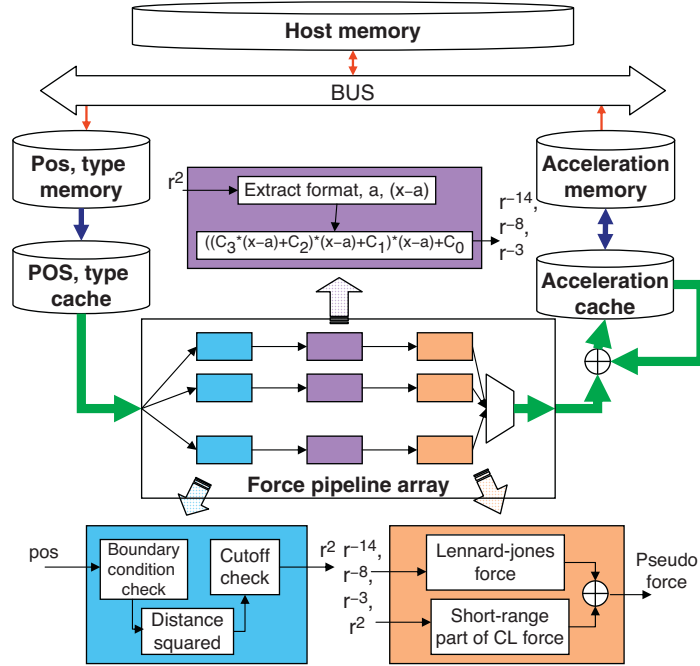 Host memory
BUS
Pos, type
memory
Acceleration
memory
r²
Extract format, a, (x–a)
((C₃*(x–a)+C₂)*(x–a)+C₁)*(x–a)+C₀
r⁻¹⁴,
r⁻⁸,
r⁻³
POS, type
cache
Acceleration
cache
Force pipeline array
pos
Boundary
condition
check
Distance
squared
Cutoff
check
r²
r⁻¹⁴,
r⁻⁸,
r⁻³,
r²
Lennard-jones
force
Short-range
part of CL force
Pseudo
force